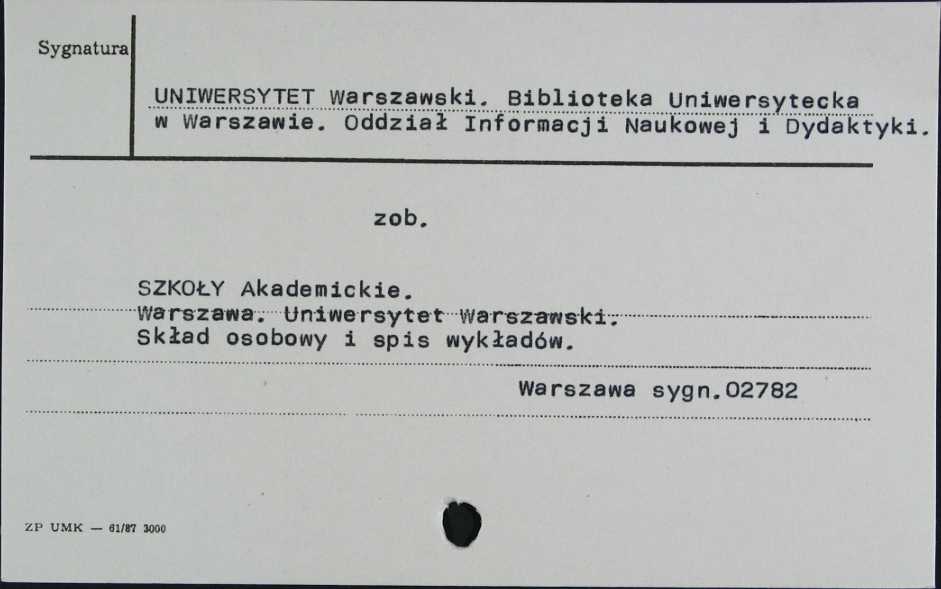 Sygnatura
UNIWERSYTET Warszawski. Biblioteka Uniwersytecka
w Warszawie. Oddział Informacji Naukowej i Dydaktyki.
zob.
SZKOŁY Akademickie.
Warszawa. Uniwersytet Warszawski.
Skład osobowy i spis wykładów.
Warszawa sygn.02782
ZP UMK — 61/87 3000